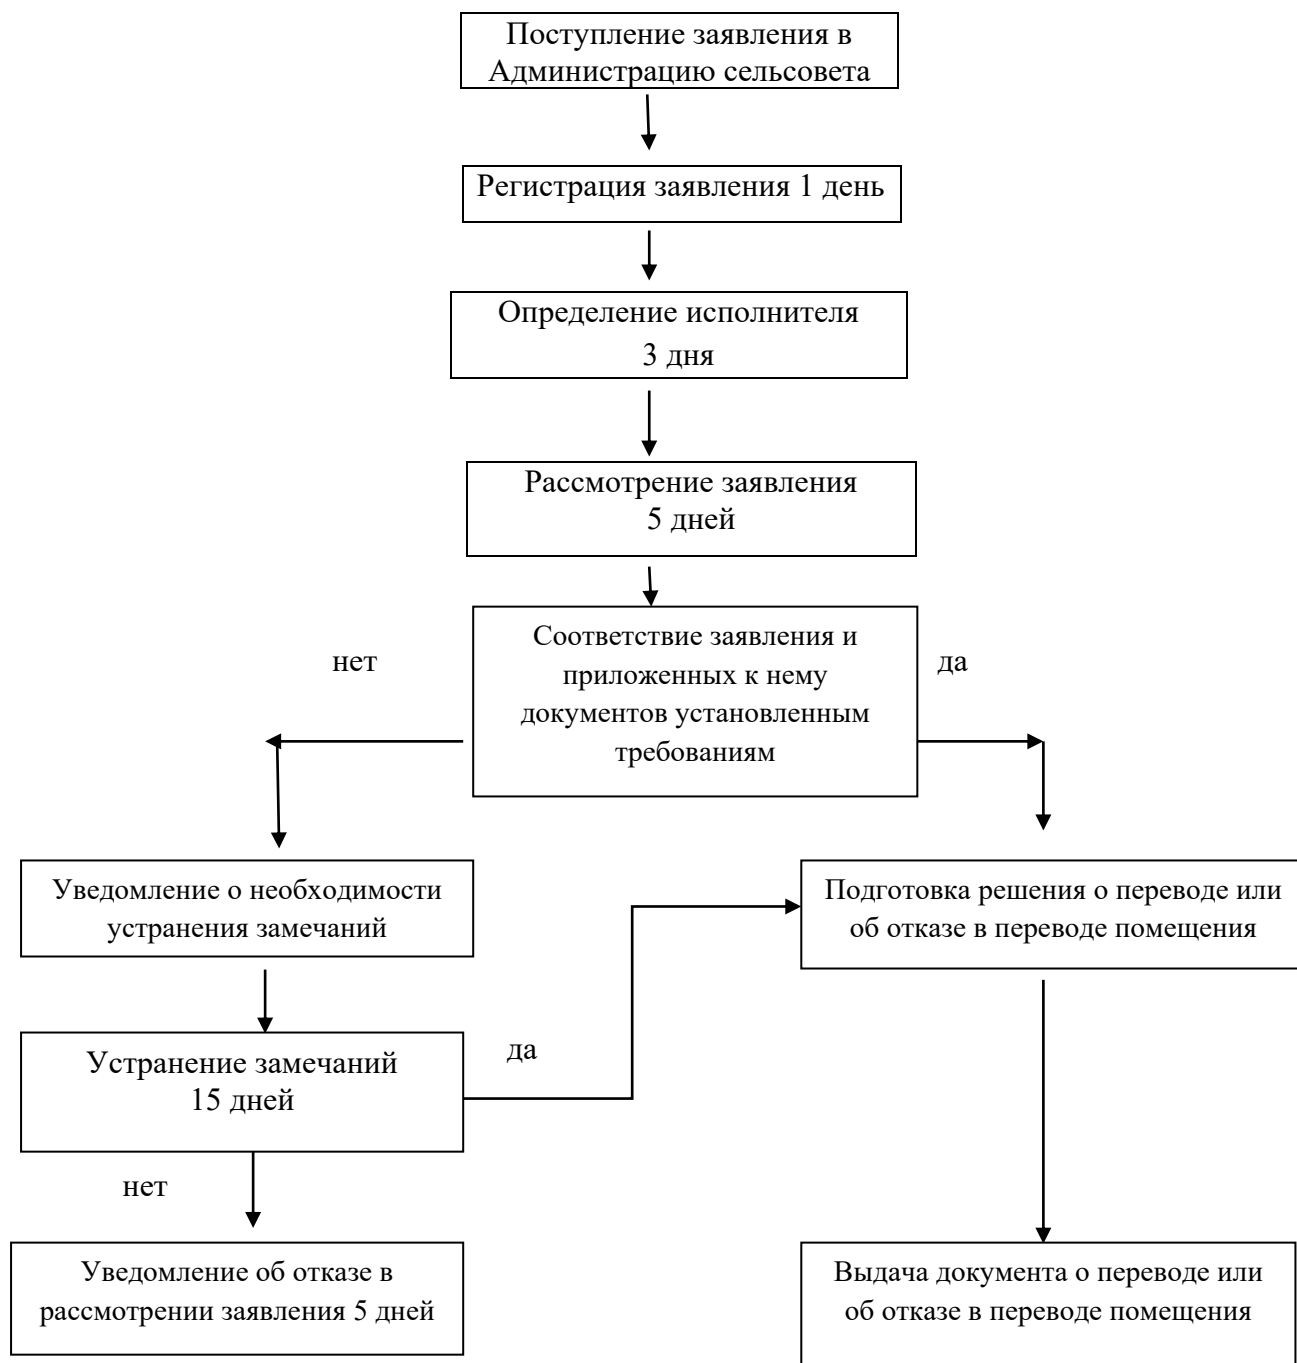 Поступление заявления в
Администрацию сельсовета
Регистрация заявления 1 день
Определение исполнителя
3 дня
Рассмотрение заявления
5 дней
Соответствие заявления и
приложенных к нему
документов установленным
требованиям
нет
да
Уведомление о необходимости
устранения замечаний
Подготовка решения о переводе или
об отказе в переводе помещения
Устранение замечаний
15 дней
да
нет
Уведомление об отказе в
рассмотрении заявления 5 дней
Выдача документа о переводе или
об отказе в переводе помещения